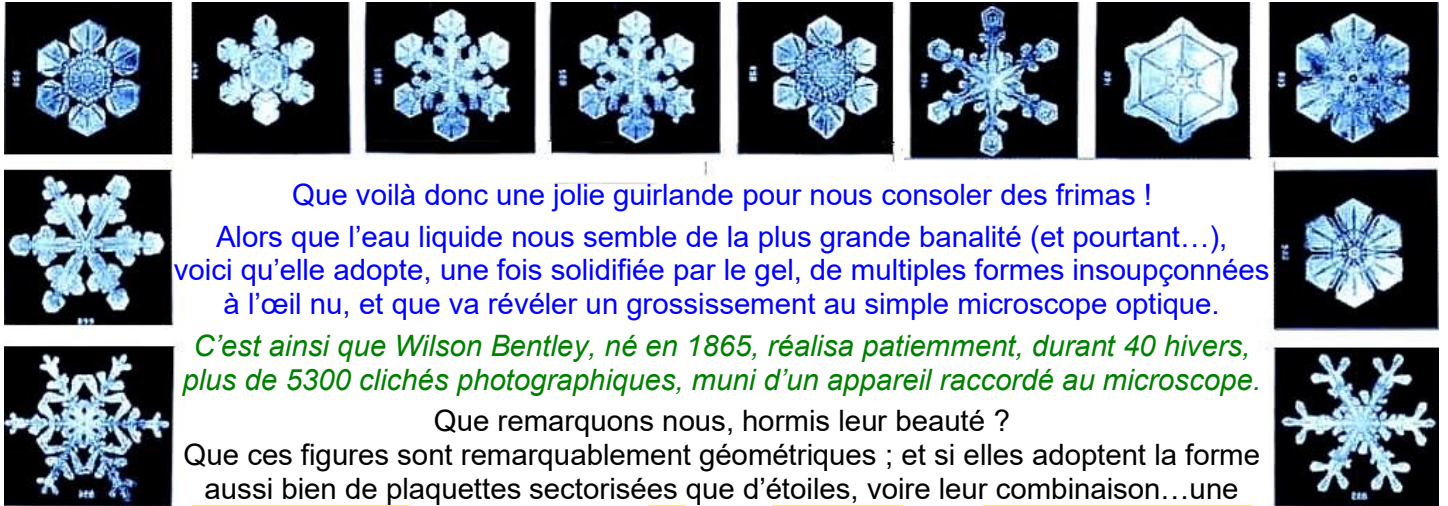 Que voilà donc une jolie guirlande pour nous consoler des frimas !
Alors que l’eau liquide nous semble de la plus grande banalité (et pourtant…),
voici qu’elle adopte, une fois solidifiée par le gel, de multiples formes insoupçonnées
à l’œil nu, et que va révéler un grossissement au simple microscope optique.
C’est ainsi que Wilson Bentley, né en 1865, réalisa patiemment, durant 40 hivers,
plus de 5300 clichés photographiques, muni d’un appareil raccordé au microscope.
Que remarquons nous, hormis leur beauté ?
Que ces figures sont remarquablement géométriques ; et si elles adoptent la forme
aussi bien de plaquettes sectorisées que d’étoiles, voire leur combinaison…une